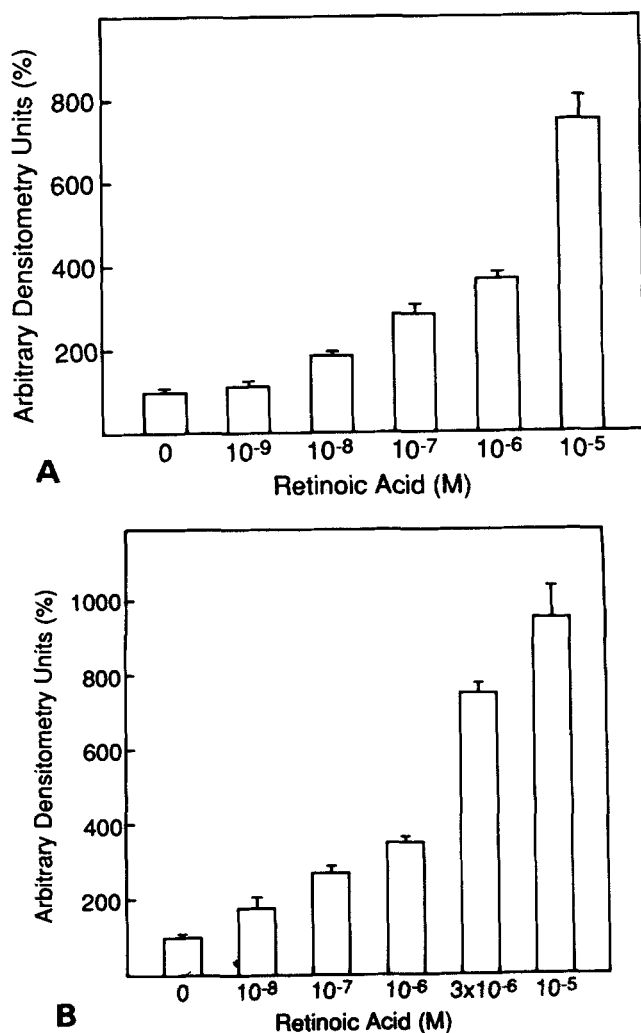 Arbitrary Densitometry Units (%)
800
600
400
200
0 10⁻⁹ 10⁻⁸ 10⁻⁷ 10⁻⁶ 10⁻⁵
A
Retinoic Acid (M)
Arbitrary Densitometry Units (%)
1000
800
600
400
200
0 10⁻⁸ 10⁻⁷ 10⁻⁶ 3x10⁻⁶ 10⁻⁵
B
Retinoic Acid (M)